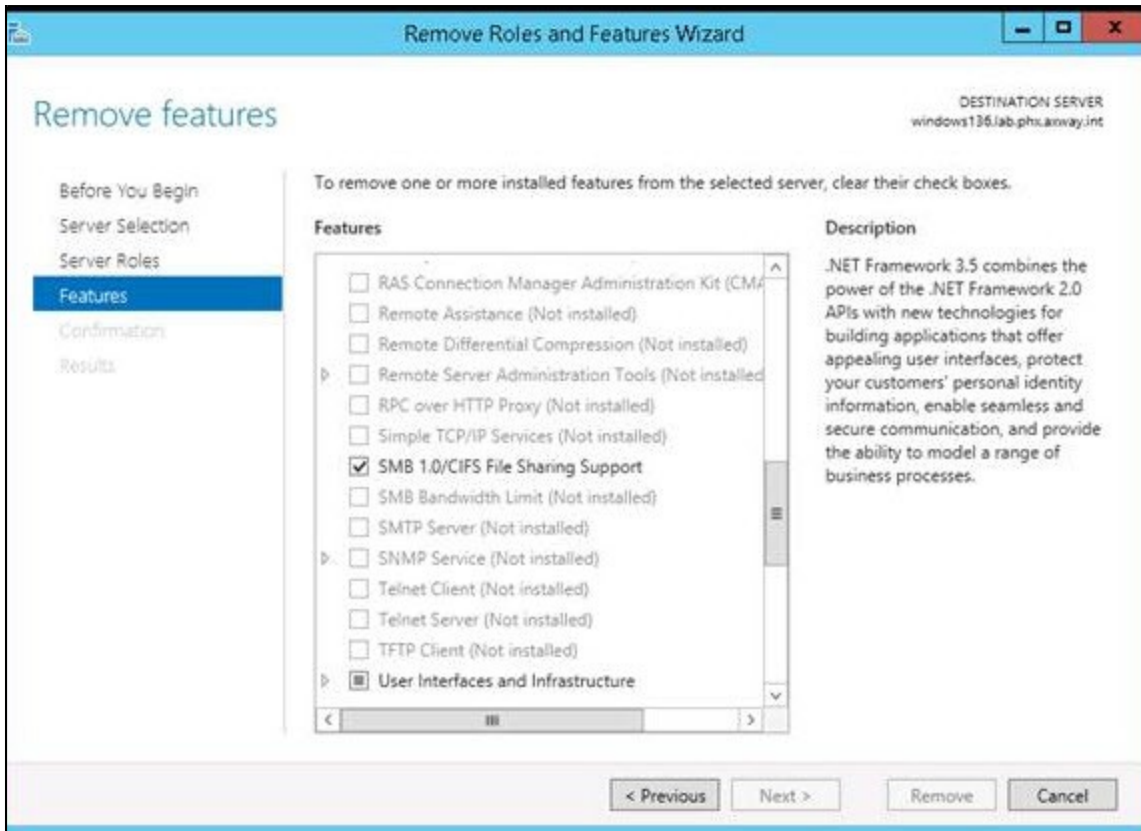 Remove Roles and Features Wizard
Remove features
DESTINATION SERVER
windows136.lab.phx.axway.int
Before You Begin
Server Selection
Server Roles
Features
Confirmation
Results
To remove one or more installed features from the selected server, clear their check boxes.
Features
RAS Connection Manager Administration Kit (CMA
Remote Assistance (Not installed)
Remote Differential Compression (Not installed)
Remote Server Administration Tools (Not installed
RPC over HTTP Proxy (Not installed)
Simple TCP/IP Services (Not installed)
SMB 1.0/CIFS File Sharing Support
SMB Bandwidth Limit (Not installed)
SMTP Server (Not installed)
SNMP Service (Not installed)
Telnet Client (Not installed)
Telnet Server (Not installed)
TFTP Client (Not installed)
User Interfaces and Infrastructure
Description
.NET Framework 3.5 combines the
power of the .NET Framework 2.0
APIs with new technologies for
building applications that offer
appealing user interfaces, protect
your customers' personal identity
information, enable seamless and
secure communication, and provide
the ability to model a range of
business processes.
< Previous
Next >
Remove
Cancel